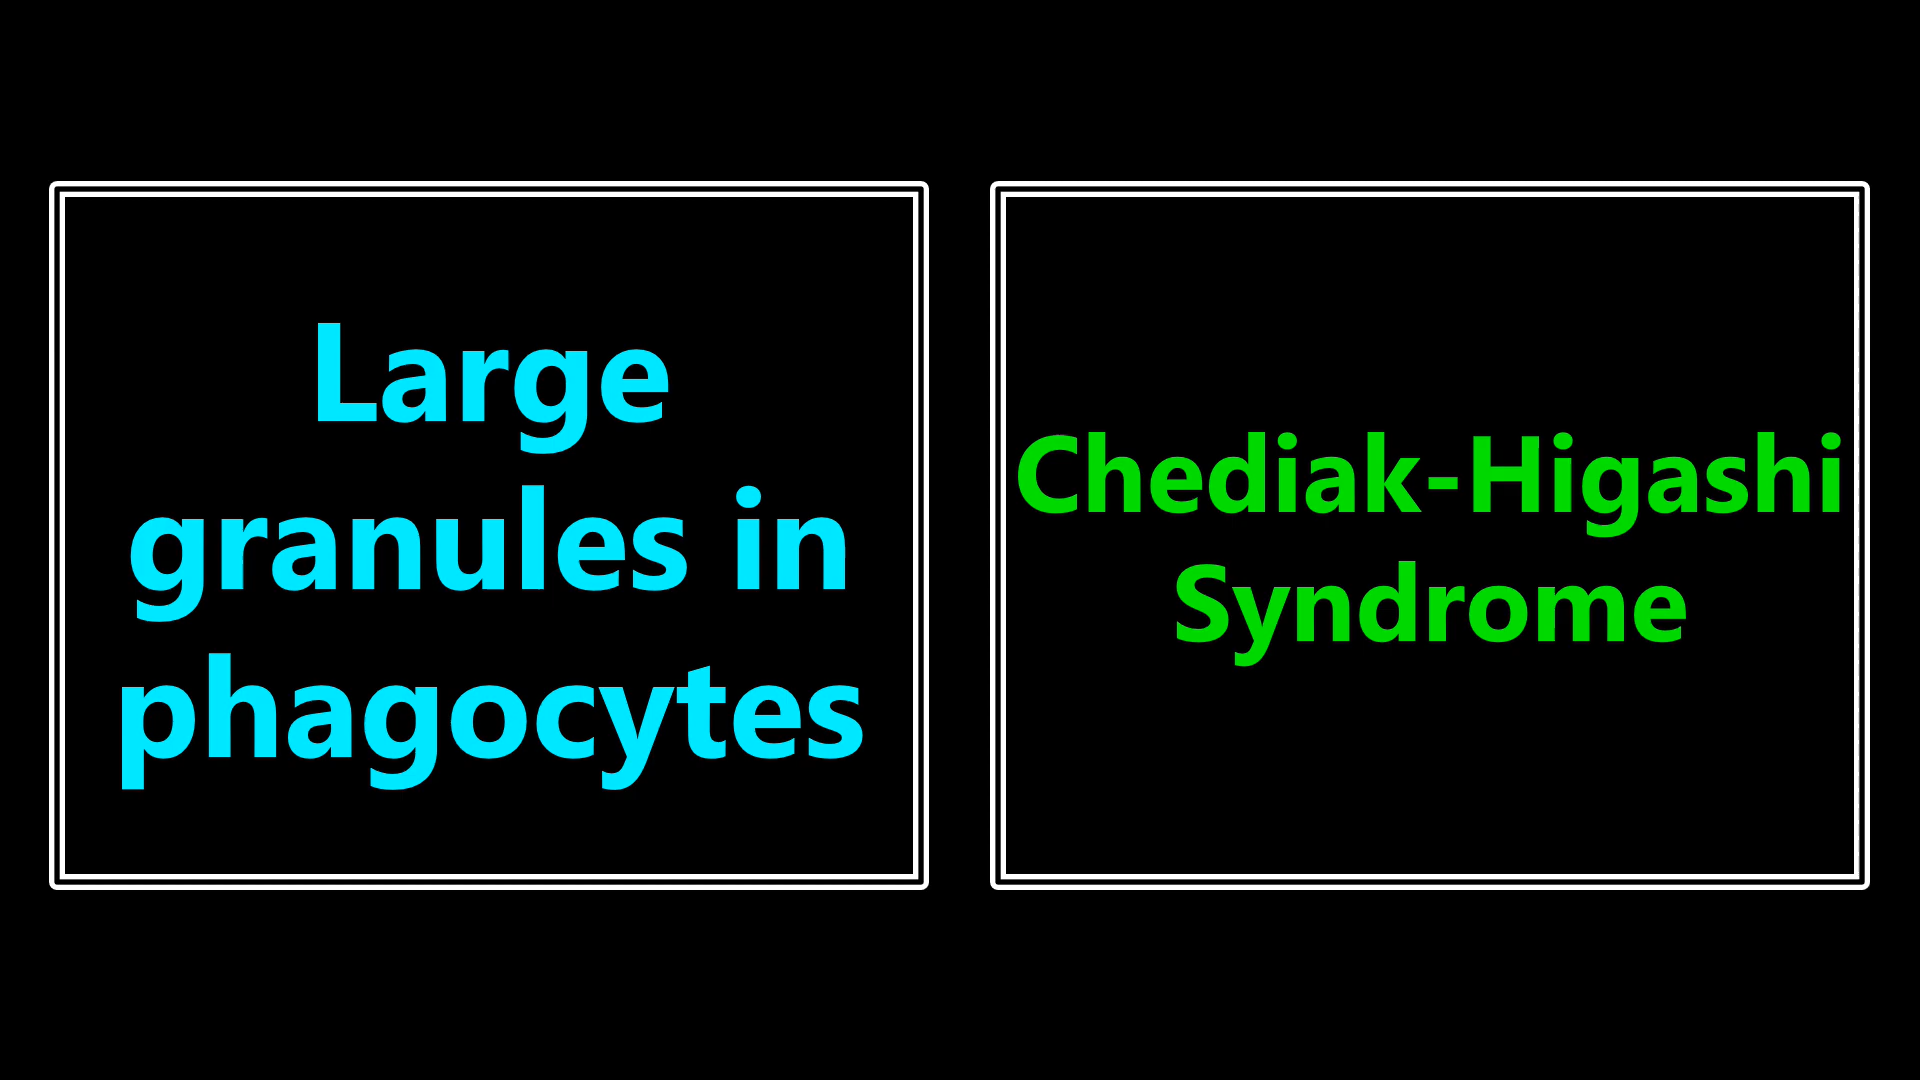 Large
granules in
phagocytes
Chediak-Higashi
Syndrome